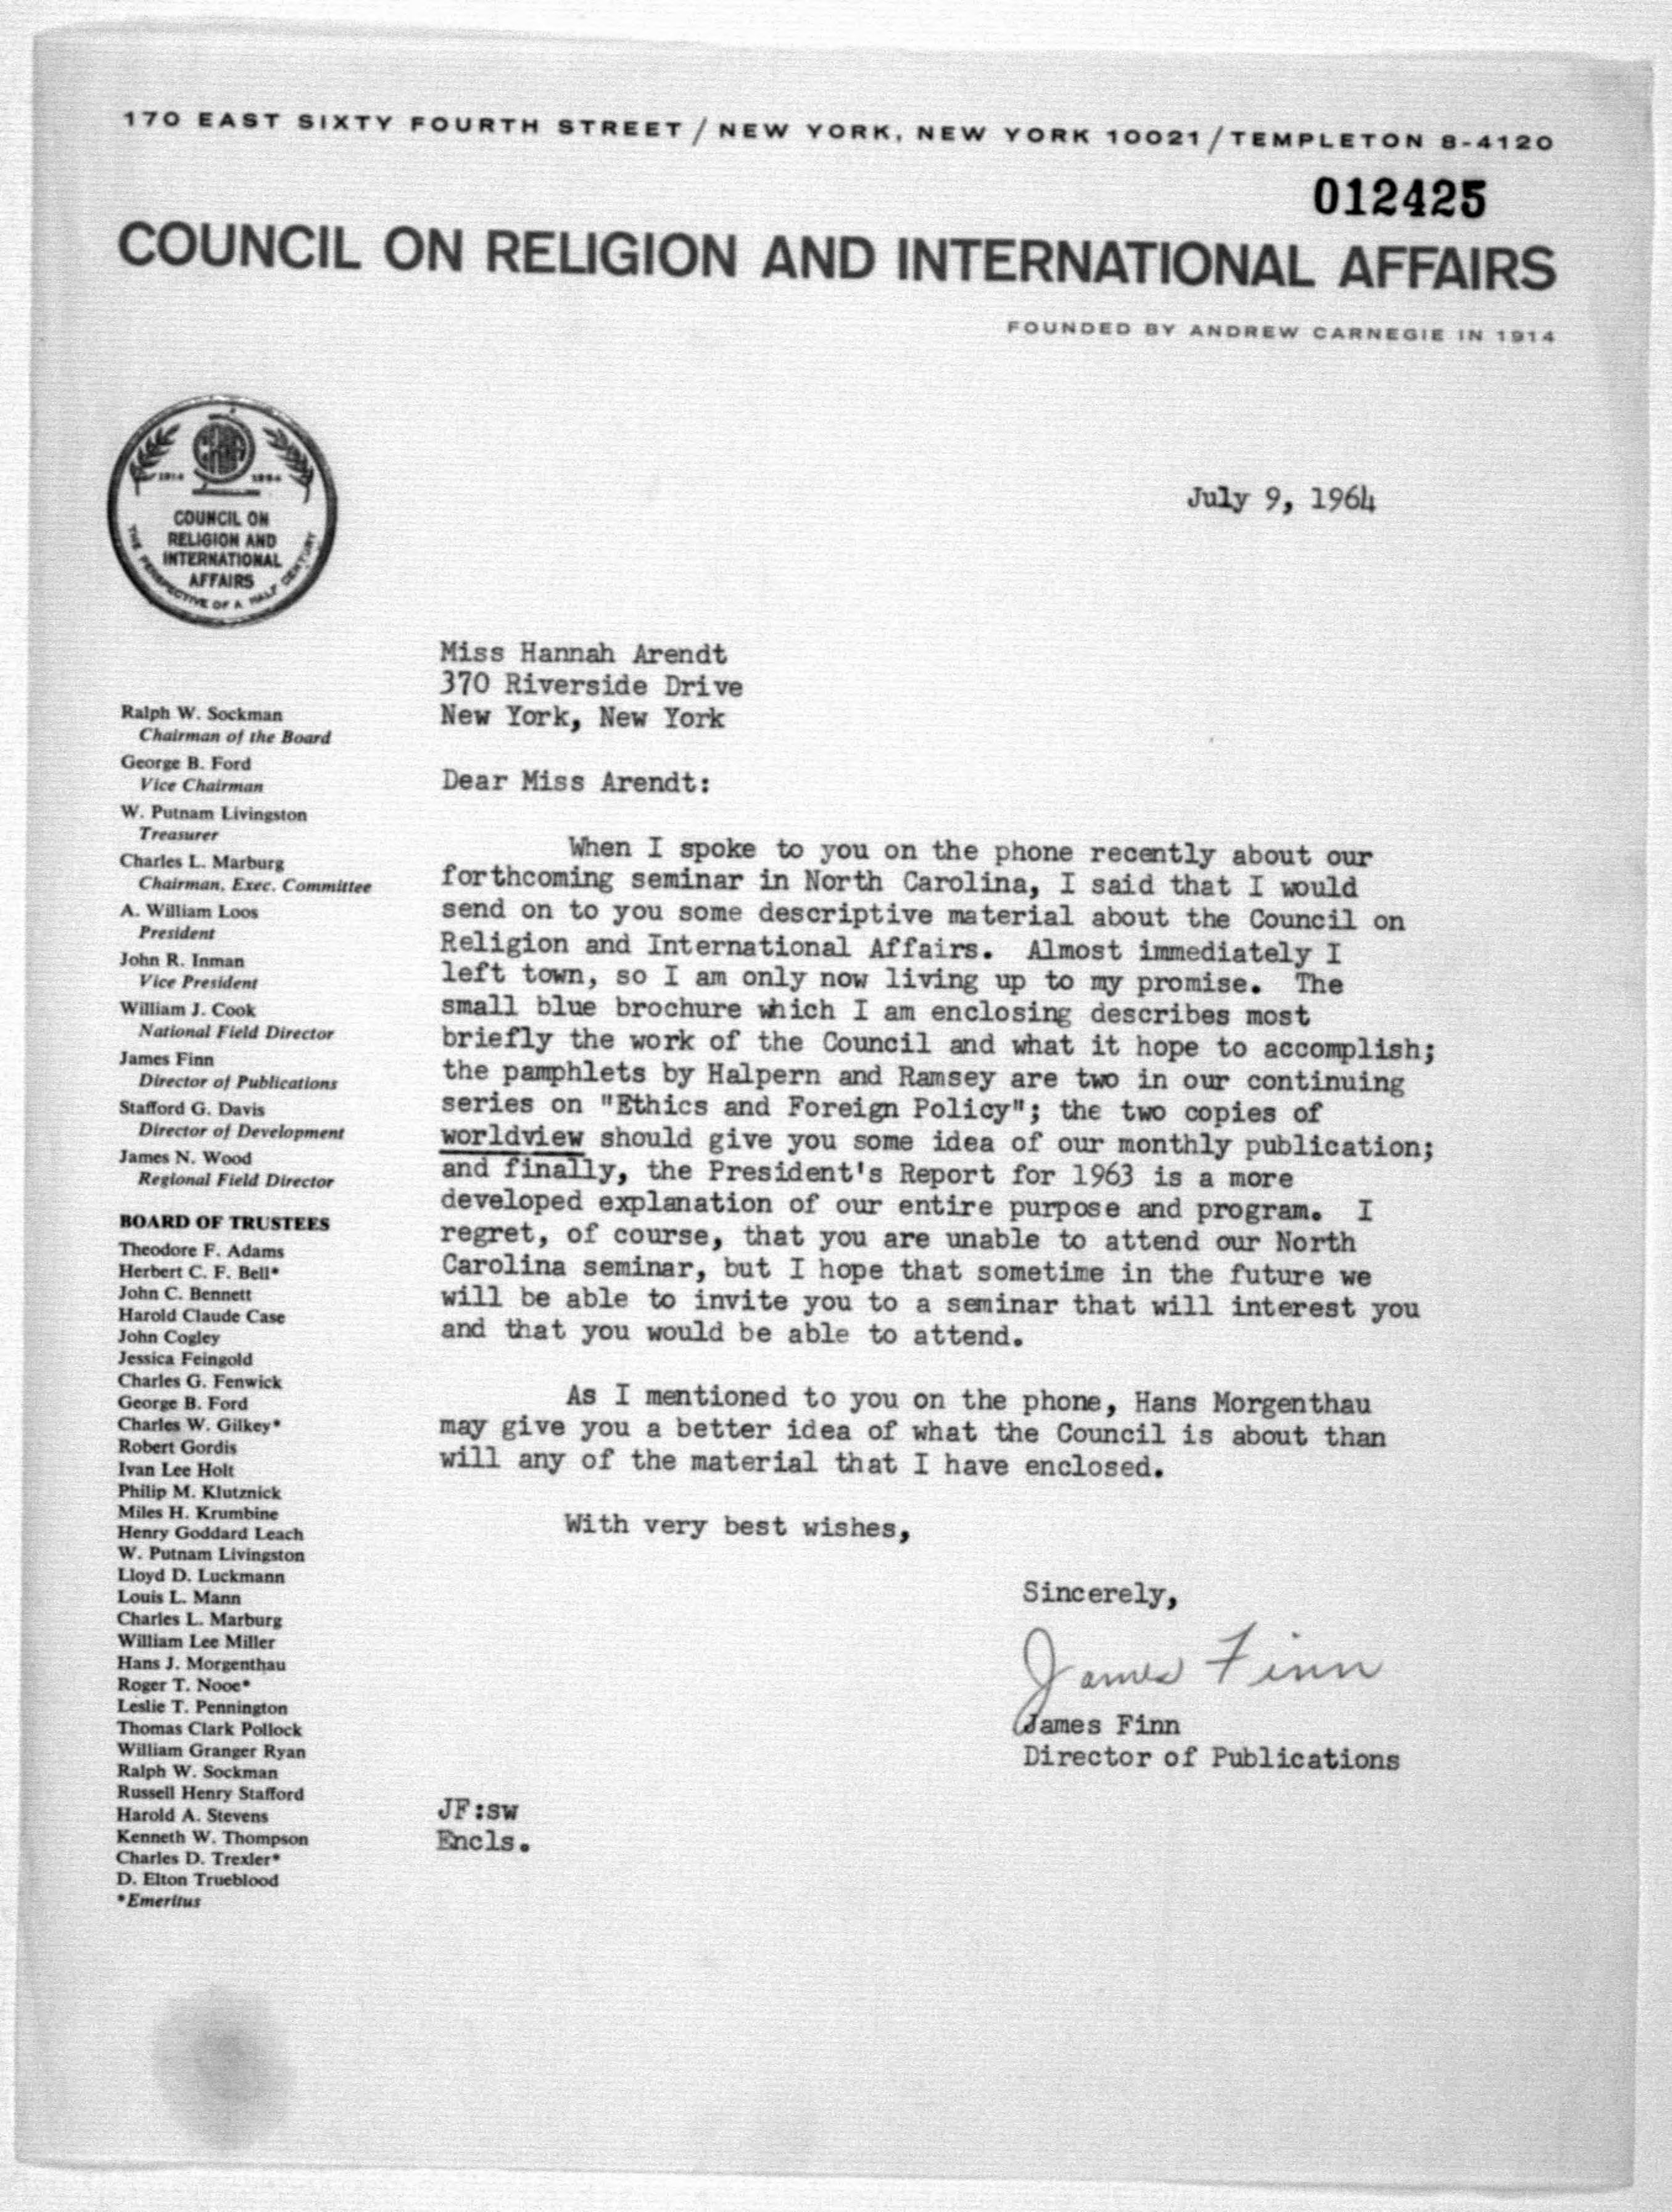 170 EAST SIXTY FOURTH STREET / NEW YORK, NEW YORK 10021 / TEMPLETON 8-4120
012425
COUNCIL ON RELIGION AND INTERNATIONAL AFFAIRS
FOUNDED BY ANDREW CARNEGIE IN 1914
1914 1964
COUNCIL ON
RELIGION AND
INTERNATIONAL
AFFAIRS
THE PERSPECTIVE OF A HALF CENTURY
July 9, 1964
Miss Hannah Arendt
370 Riverside Drive
New York, New York
Dear Miss Arendt:
When I spoke to you on the phone recently about our
forthcoming seminar in North Carolina, I said that I would
send on to you some descriptive material about the Council on
Religion and International Affairs. Almost immediately I
left town, so I am only now living up to my promise. The
small blue brochure which I am enclosing describes most
briefly the work of the Council and what it hope to accomplish;
the pamphlets by Halpern and Ramsey are two in our continuing
series on "Ethics and Foreign Policy"; the two copies of
worldview should give you some idea of our monthly publication;
and finally, the President's Report for 1963 is a more
developed explanation of our entire purpose and program. I
regret, of course, that you are unable to attend our North
Carolina seminar, but I hope that sometime in the future we
will be able to invite you to a seminar that will interest you
and that you would be able to attend.
As I mentioned to you on the phone, Hans Morgenthau
may give you a better idea of what the Council is about than
will any of the material that I have enclosed.
With very best wishes,
Sincerely,
James Finn
James Finn
Director of Publications
JF:sw
Encls.
Ralph W. Sockman
Chairman of the Board
George B. Ford
Vice Chairman
W. Putnam Livingston
Treasurer
Charles L. Marburg
Chairman, Exec. Committee
A. William Loos
President
John R. Inman
Vice President
William J. Cook
National Field Director
James Finn
Director of Publications
Stafford G. Davis
Director of Development
James N. Wood
Regional Field Director
BOARD OF TRUSTEES
Theodore F. Adams
Herbert C. F. Bell*
John C. Bennett
Harold Claude Case
John Cogley
Jessica Feingold
Charles G. Fenwick
George B. Ford
Charles W. Gilkey*
Robert Gordis
Ivan Lee Holt
Philip M. Klutznick
Miles H. Krumbine
Henry Goddard Leach
W. Putnam Livingston
Lloyd D. Luckmann
Louis L. Mann
Charles L. Marburg
William Lee Miller
Hans J. Morgenthau
Roger T. Nooe*
Leslie T. Pennington
Thomas Clark Pollock
William Granger Ryan
Ralph W. Sockman
Russell Henry Stafford
Harold A. Stevens
Kenneth W. Thompson
Charles D. Trexler*
D. Elton Trueblood
*Emeritus